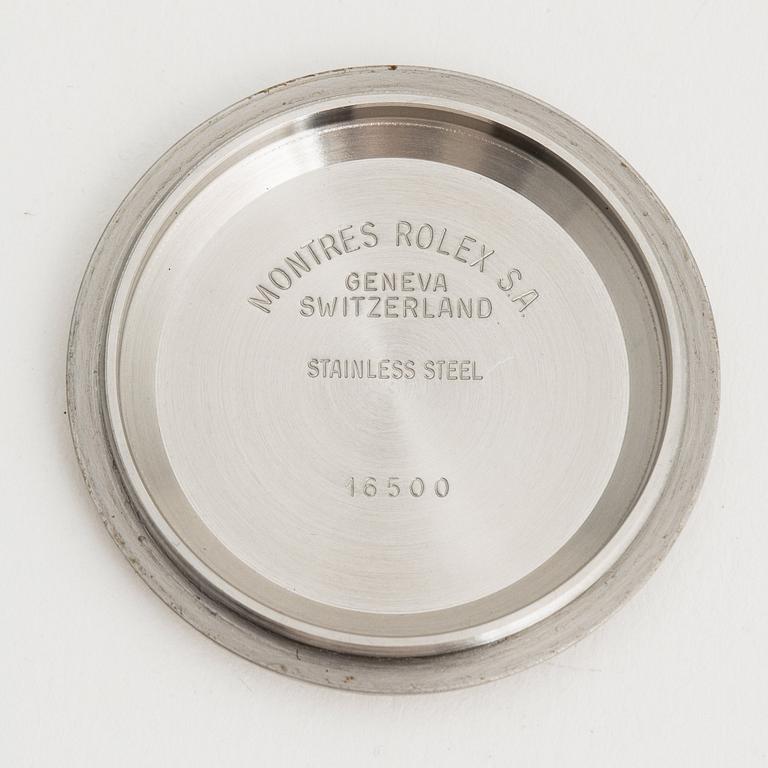 MONTRES ROLEX S.A.
GENEVA
SWITZERLAND
STAINLESS STEEL
16500